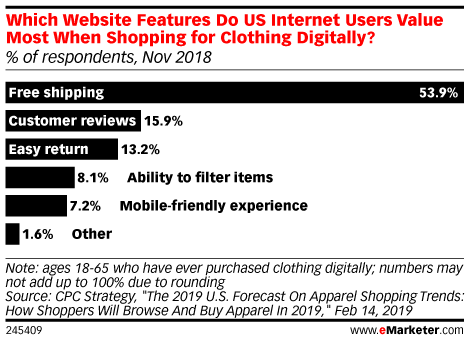 Which Website Features Do US Internet Users Value
Most When Shopping for Clothing Digitally?
% of respondents, Nov 2018
Free shipping 53.9%
Customer reviews 15.9%
Easy return 13.2%
8.1% Ability to filter items
7.2% Mobile-friendly experience
1.6% Other
Note: ages 18-65 who have ever purchased clothing digitally; numbers may
not add up to 100% due to rounding
Source: CPC Strategy, "The 2019 U.S. Forecast On Apparel Shopping Trends:
How Shoppers Will Browse And Buy Apparel In 2019," Feb 14, 2019
245409 www.eMarketer.com